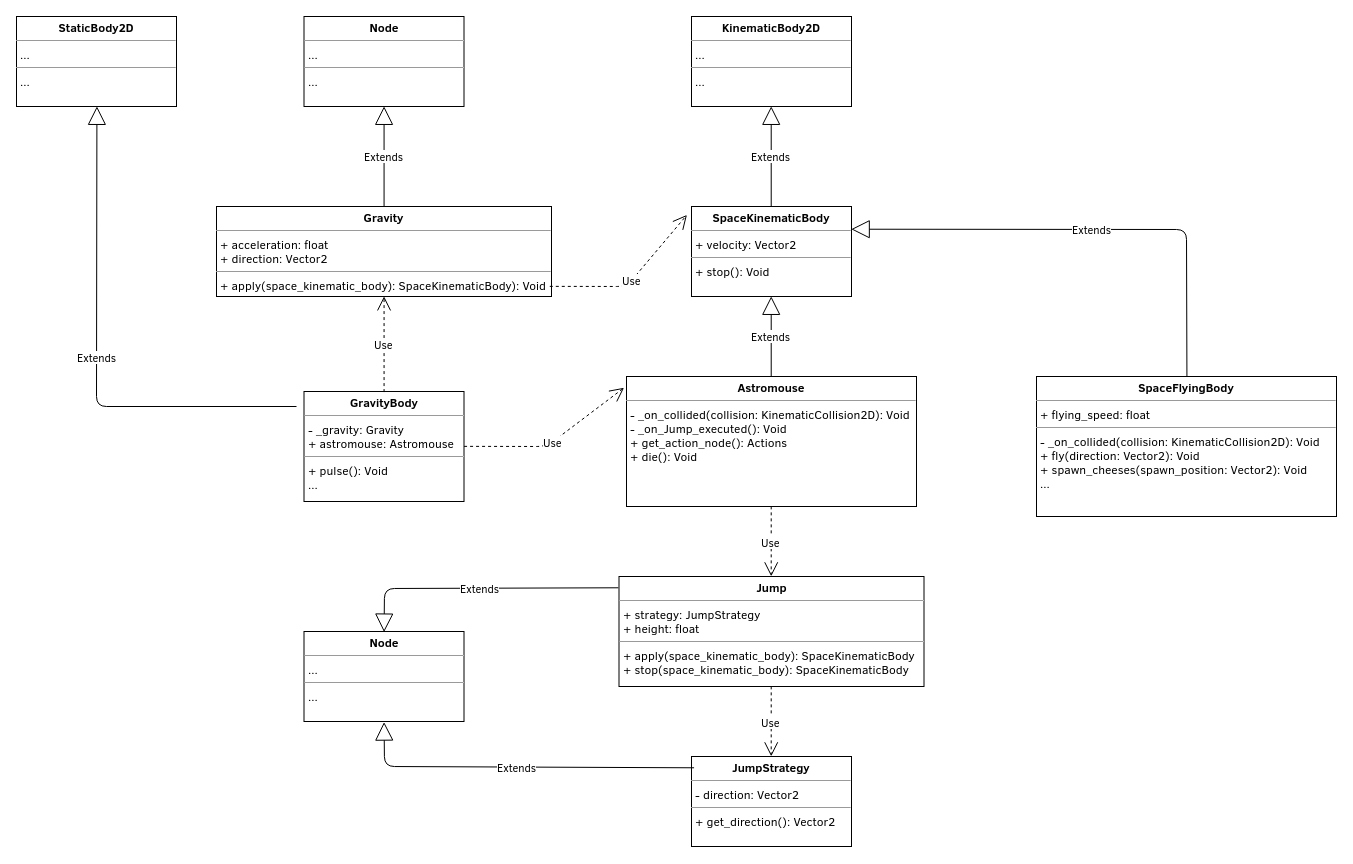 StaticBody2D
...
...
Node
...
...
KinematicBody2D
...
...
Extends
Extends
Gravity
+ acceleration: float
+ direction: Vector2
+ apply(space_kinematic_body): SpaceKinematicBody): Void
SpaceKinematicBody
+ velocity: Vector2
+ stop(): Void
Extends
Use
Use
Extends
Extends
GravityBody
- _gravity: Gravity
+ astromouse: Astromouse
+ pulse(): Void
...
Use
Astromouse
- _on_collided(collision: KinematicCollision2D): Void
- _on_Jump_executed(): Void
+ get_action_node(): Actions
+ die(): Void
SpaceFlyingBody
+ flying_speed: float
- _on_collided(collision: KinematicCollision2D): Void
+ fly(direction: Vector2): Void
+ spawn_cheeses(spawn_position: Vector2): Void
...
Use
Extends
Jump
+ strategy: JumpStrategy
+ height: float
+ apply(space_kinematic_body): SpaceKinematicBody
+ stop(space_kinematic_body): SpaceKinematicBody
Node
...
...
Use
Extends
JumpStrategy
- direction: Vector2
+ get_direction(): Vector2